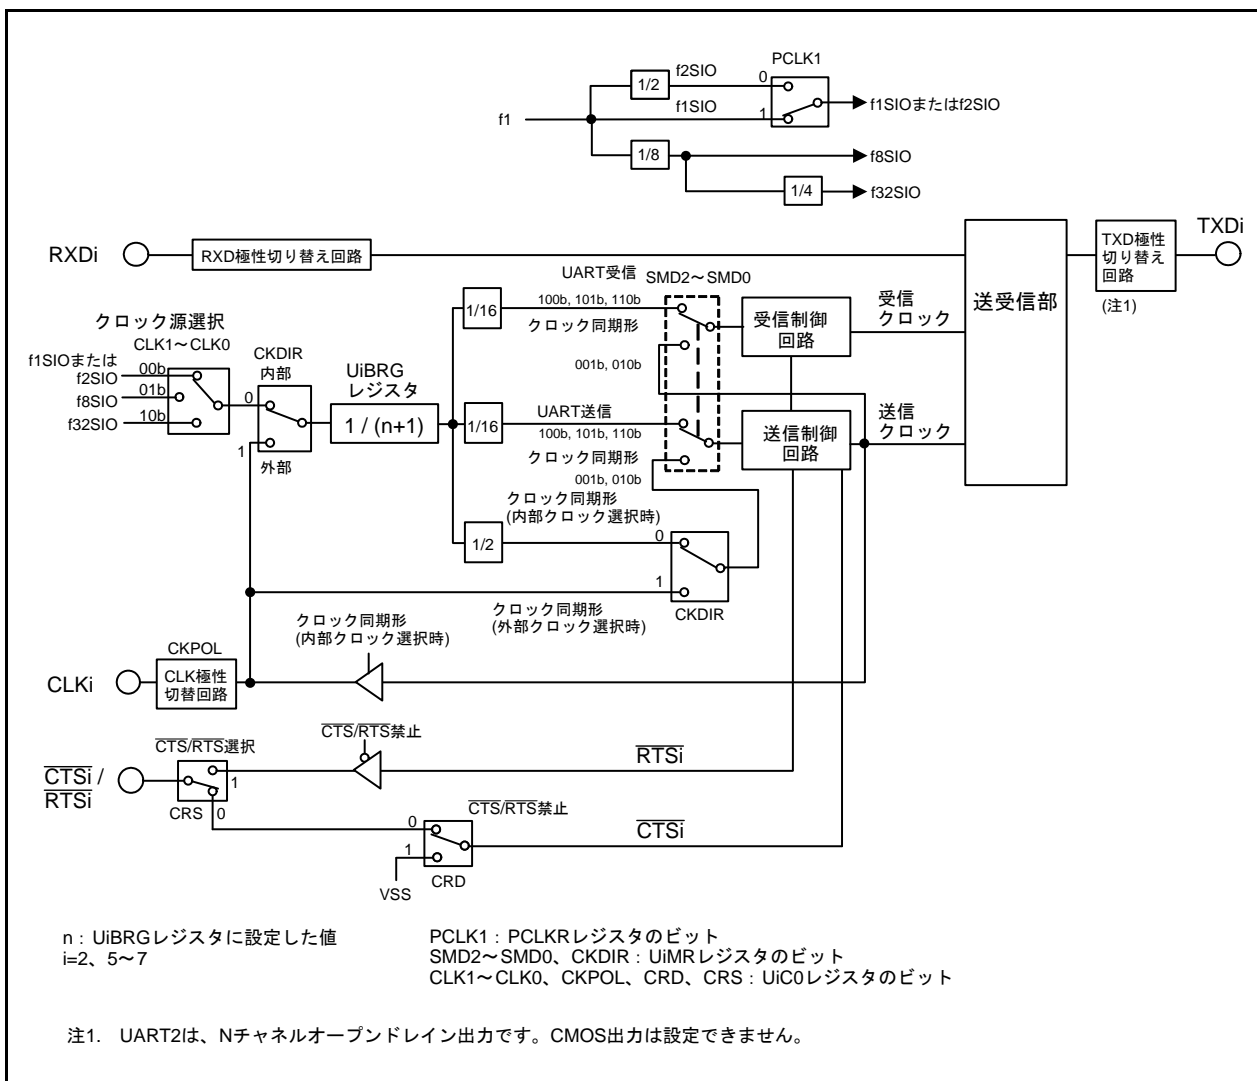 PCLK1
f2SIO
0
1/2
f1SIO
f1
1
f1SIOまたはf2SIO
1/8
f8SIO
1/4
f32SIO
RXDi
RXD極性切り替え回路
TXDi
TXD極性
切り替え
回路
(注1)
送受信部
UART受信
SMD2～SMD0
1/16
100b, 101b, 110b
クロック同期形
001b, 010b
受信制御
回路
受信
クロック
クロック源選択
CLK1～CLK0
f1SIOまたは
f2SIO
00b
f8SIO
01b
f32SIO
10b
CKDIR
内部
0
1
外部
UiBRG
レジスタ
1 / (n+1)
1/16
UART送信
100b, 101b, 110b
クロック同期形
001b, 010b
送信制御
回路
送信
クロック
クロック同期形
(内部クロック選択時)
1/2
0
1
CKDIR
クロック同期形
(外部クロック選択時)
クロック同期形
(内部クロック選択時)
CKPOL
CLKi
CLK極性
切替回路
CTS/RTS選択
CTS/RTS禁止
CTSi /
RTSi
1
CRS
0
RTSi
CTS/RTS禁止
0
1
CTSi
VSS
CRD
n : UiBRGレジスタに設定した値
i=2、5～7
PCLK1 : PCLKRレジスタのビット
SMD2～SMD0、CKDIR : UiMRレジスタのビット
CLK1～CLK0、CKPOL、CRD、CRS : UiC0レジスタのビット
注1. UART2は、Nチャネルオープンドレイン出力です。CMOS出力は設定できません。